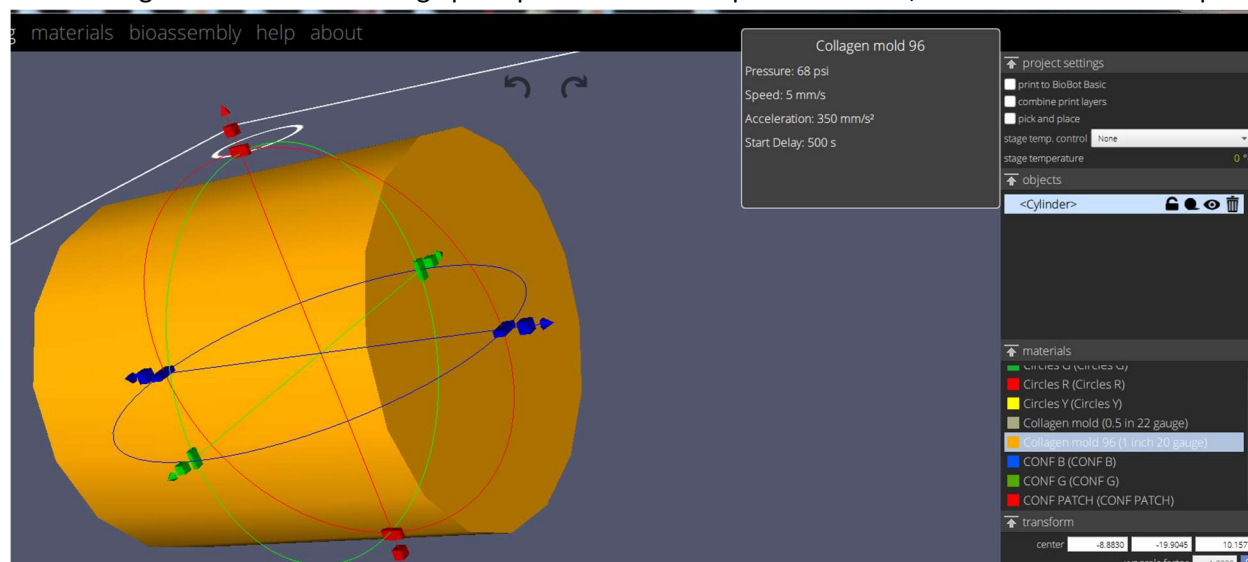 materials bioassembly help about
Collagen mold 96
Pressure: 68 psi
Speed: 5 mm/s
Acceleration: 350 mm/s²
Start Delay: 500 s
project settings
print to BioBot Basic
combine print layers
pick and place
stage temp. control None
stage temperature 0 °
objects
<Cylinder>
materials
Circles G (Circles G)
Circles R (Circles R)
Circles Y (Circles Y)
Collagen mold (0.5 in 22 gauge)
Collagen mold 96 (1 inch 20 gauge)
CONF B (CONF B)
CONF G (CONF G)
CONF PATCH (CONF PATCH)
transform
center -8.8830 -19.9045 10.157